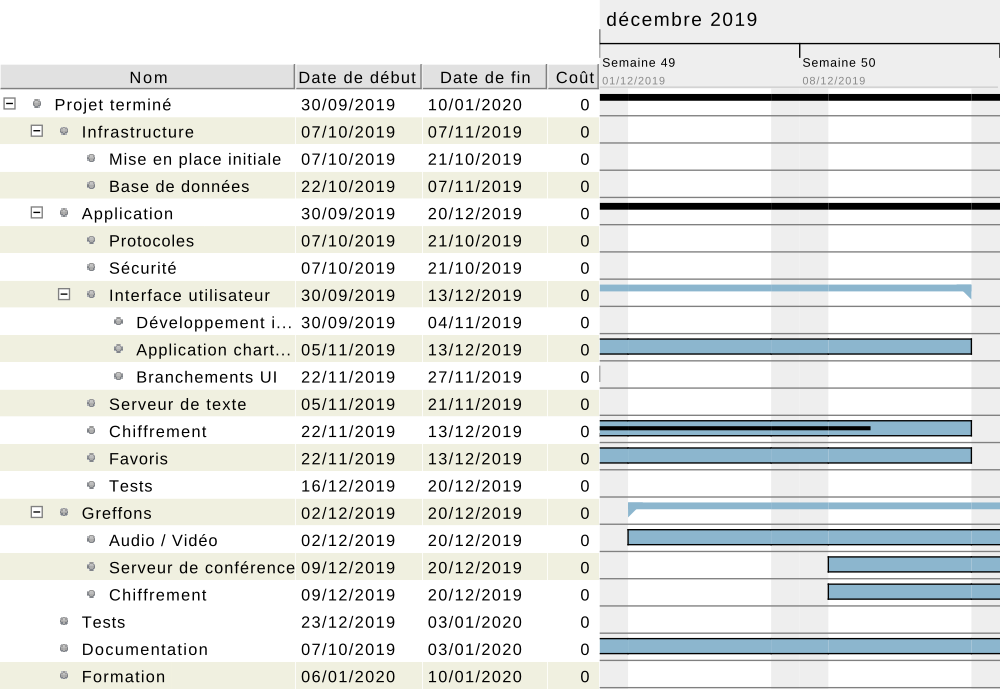 décembre 2019
Semaine 49 Semaine 50
01/12/2019 08/12/2019
Nom Date de début Date de fin Coût
Projet terminé 30/09/2019 10/01/2020 0
Infrastructure 07/10/2019 07/11/2019 0
Mise en place initiale 07/10/2019 21/10/2019 0
Base de données 22/10/2019 07/11/2019 0
Application 30/09/2019 20/12/2019 0
Protocoles 07/10/2019 21/10/2019 0
Sécurité 07/10/2019 21/10/2019 0
Interface utilisateur 30/09/2019 13/12/2019 0
Développement i... 30/09/2019 04/11/2019 0
Application chart... 05/11/2019 13/12/2019 0
Branchements UI 22/11/2019 27/11/2019 0
Serveur de texte 05/11/2019 21/11/2019 0
Chiffrement 22/11/2019 13/12/2019 0
Favoris 22/11/2019 13/12/2019 0
Tests 16/12/2019 20/12/2019 0
Greffons 02/12/2019 20/12/2019 0
Audio / Vidéo 02/12/2019 20/12/2019 0
Serveur de conférence 09/12/2019 20/12/2019 0
Chiffrement 09/12/2019 20/12/2019 0
Tests 23/12/2019 03/01/2020 0
Documentation 07/10/2019 03/01/2020 0
Formation 06/01/2020 10/01/2020 0